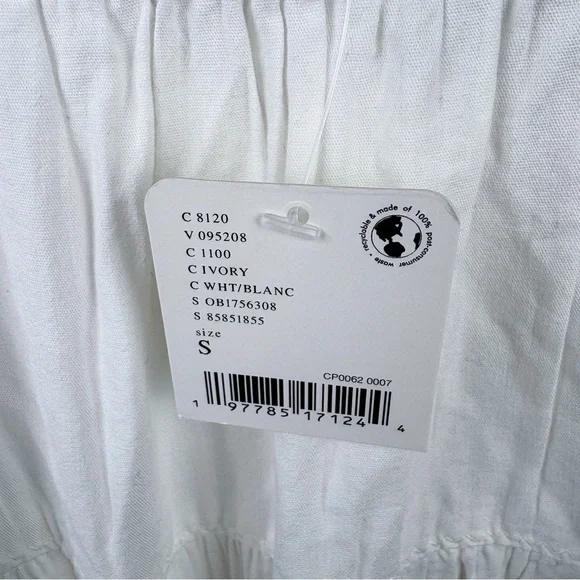 C 8120
V 095208
C 1100
C IVORY
C WHT/BLANC
S OB1756308
S 85851855
size
S
recyclable & made of 100% post-consumer waste •
CP0062 0007
1 97785 17124 4